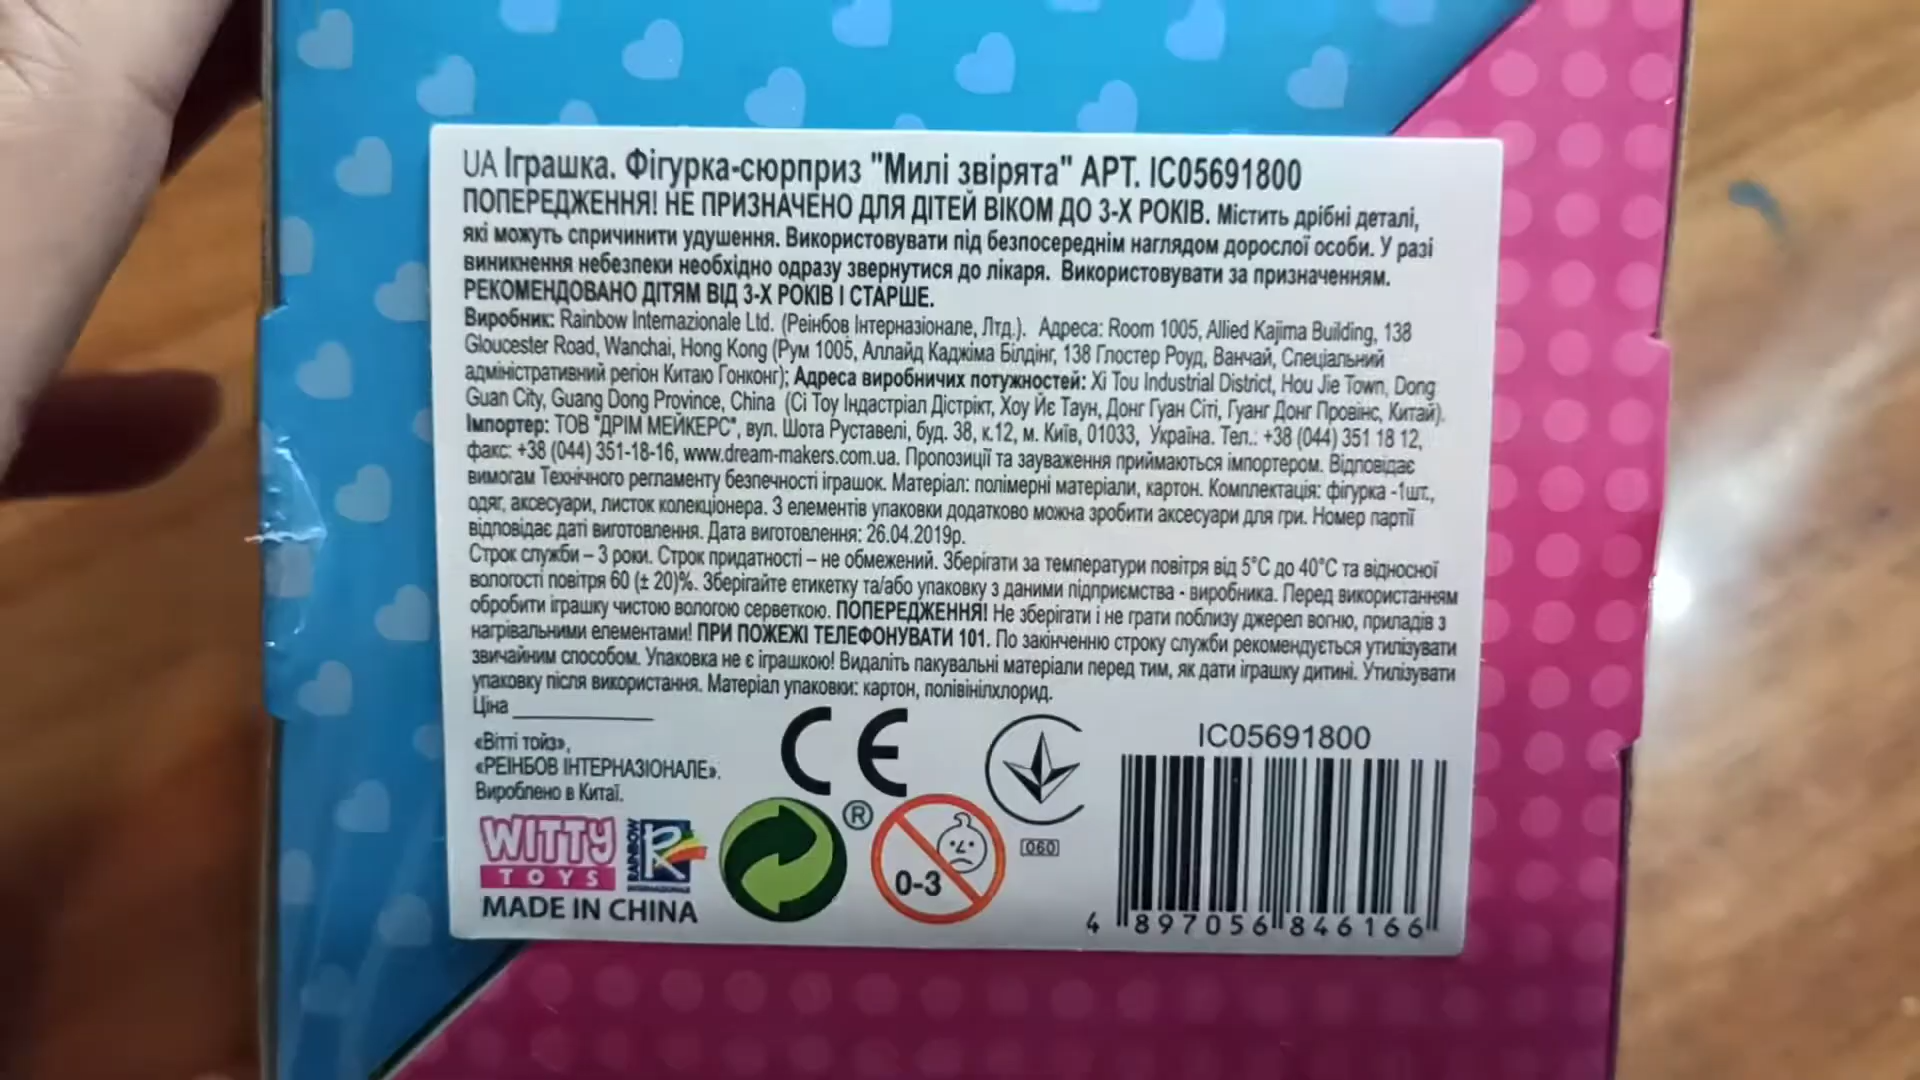 UA Іграшка. Фігурка-сюрприз "Милі звірята" АРТ. IC05691800
ПОПЕРЕДЖЕННЯ! НЕ ПРИЗНАЧЕНО ДЛЯ ДІТЕЙ ВІКОМ ДО 3-Х РОКІВ. Містить дрібні деталі,
які можуть спричинити удушення. Використовувати під безпосереднім наглядом дорослої особи. У разі
виникнення небезпеки необхідно одразу звернутися до лікаря. Використовувати за призначенням.
РЕКОМЕНДОВАНО ДІТЯМ ВІД 3-Х РОКІВ І СТАРШЕ.
Виробник: Rainbow Internazionale Ltd. (Реінбов Інтерназіонале, Лтд.). Адреса: Room 1005, Allied Kajima Building, 138
Gloucester Road, Wanchai, Hong Kong (Рум 1005, Аллайд Каджіма Білдінг, 138 Глостер Роуд, Ванчай, Спеціальний
адміністративний регіон Китаю Гонконг); Адреса виробничих потужностей: Xi Tou Industrial District, Hou Jie Town, Dong
Guan City, Guang Dong Province, China (Сі Тоу Індастріал Дістрікт, Хоу Йє Таун, Донг Гуан Сіті, Гуанг Донг Провінс, Китай).
Імпортер: ТОВ "ДРІМ МЕЙКЕРС", вул. Шота Руставелі, буд. 38, к.12, м. Київ, 01033, Україна. Тел.: +38 (044) 351 18 12,
факс: +38 (044) 351-18-16, www.dream-makers.com.ua. Пропозиції та зауваження приймаються імпортером. Відповідає
вимогам Технічного регламенту безпечності іграшок. Матеріал: полімерні матеріали, картон. Комплектація: фігурка -1шт.,
одяг, аксесуари, листок колекціонера. З елементів упаковки додатково можна зробити аксесуари для гри. Номер партії
відповідає даті виготовлення. Дата виготовлення: 26.04.2019р.
Строк служби – 3 роки. Строк придатності – не обмежений. Зберігати за температури повітря від 5°C до 40°C та відносної
вологості повітря 60 (± 20)%. Зберігайте етикетку та/або упаковку з даними підприємства - виробника. Перед використанням
обробити іграшку чистою вологою серветкою. ПОПЕРЕДЖЕННЯ! Не зберігати і не грати поблизу джерел вогню, приладів з
нагрівальними елементами! ПРИ ПОЖЕЖІ ТЕЛЕФОНУВАТИ 101. По закінченню строку служби рекомендується утилізувати
звичайним способом. Упаковка не є іграшкою! Видаліть пакувальні матеріали перед тим, як дати іграшку дитині. Утилізувати
упаковку після використання. Матеріал упаковки: картон, полівінілхлорид.
Ціна
«Вітті тойз»,
«РЕІНБОВ ІНТЕРНАЗІОНАЛЕ».
Вироблено в Китаї.
WITTY
TOYS
RAINBOW
R
INTERNAZIONALE
MADE IN CHINA
CE
®
0-3
060
IC05691800
4 897056 846166